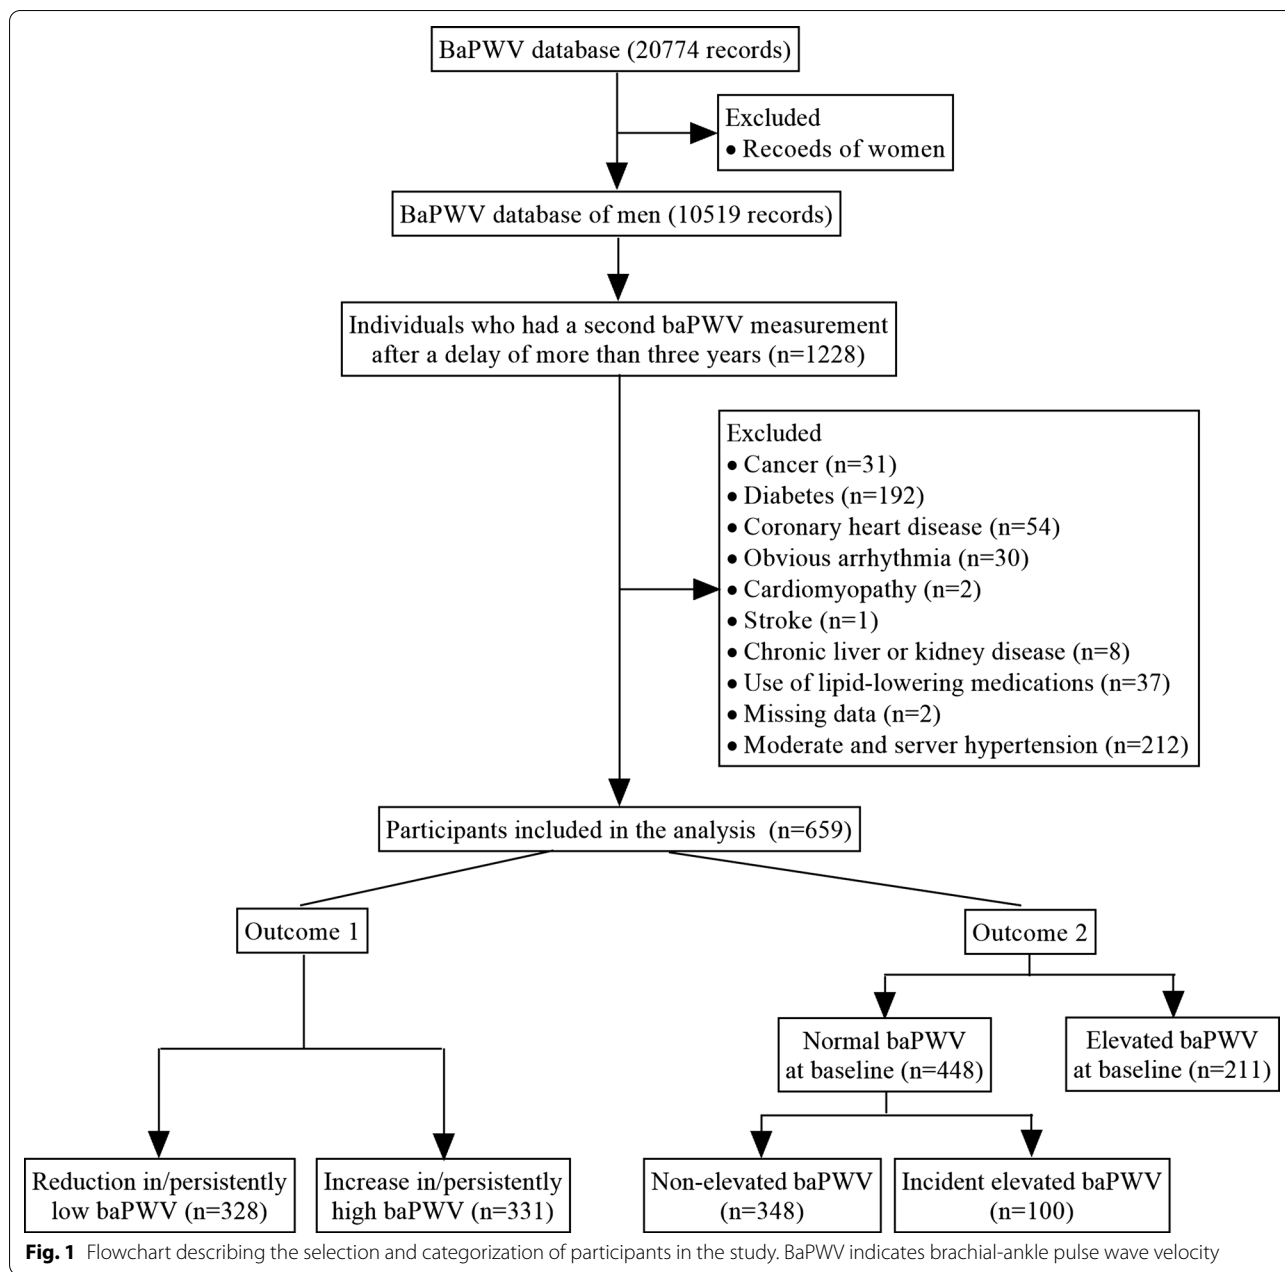 BaPWV database (20774 records)
Excluded
• Recoeds of women
BaPWV database of men (10519 records)
Individuals who had a second baPWV measurement
after a delay of more than three years (n=1228)
Excluded
• Cancer (n=31)
• Diabetes (n=192)
• Coronary heart disease (n=54)
• Obvious arrhythmia (n=30)
• Cardiomyopathy (n=2)
• Stroke (n=1)
• Chronic liver or kidney disease (n=8)
• Use of lipid-lowering medications (n=37)
• Missing data (n=2)
• Moderate and server hypertension (n=212)
Participants included in the analysis (n=659)
Outcome 1
Outcome 2
Normal baPWV
at baseline (n=448)
Elevated baPWV
at baseline (n=211)
Reduction in/persistently
low baPWV (n=328)
Increase in/persistently
high baPWV (n=331)
Non-elevated baPWV
(n=348)
Incident elevated baPWV
(n=100)
Fig. 1 Flowchart describing the selection and categorization of participants in the study. BaPWV indicates brachial-ankle pulse wave velocity